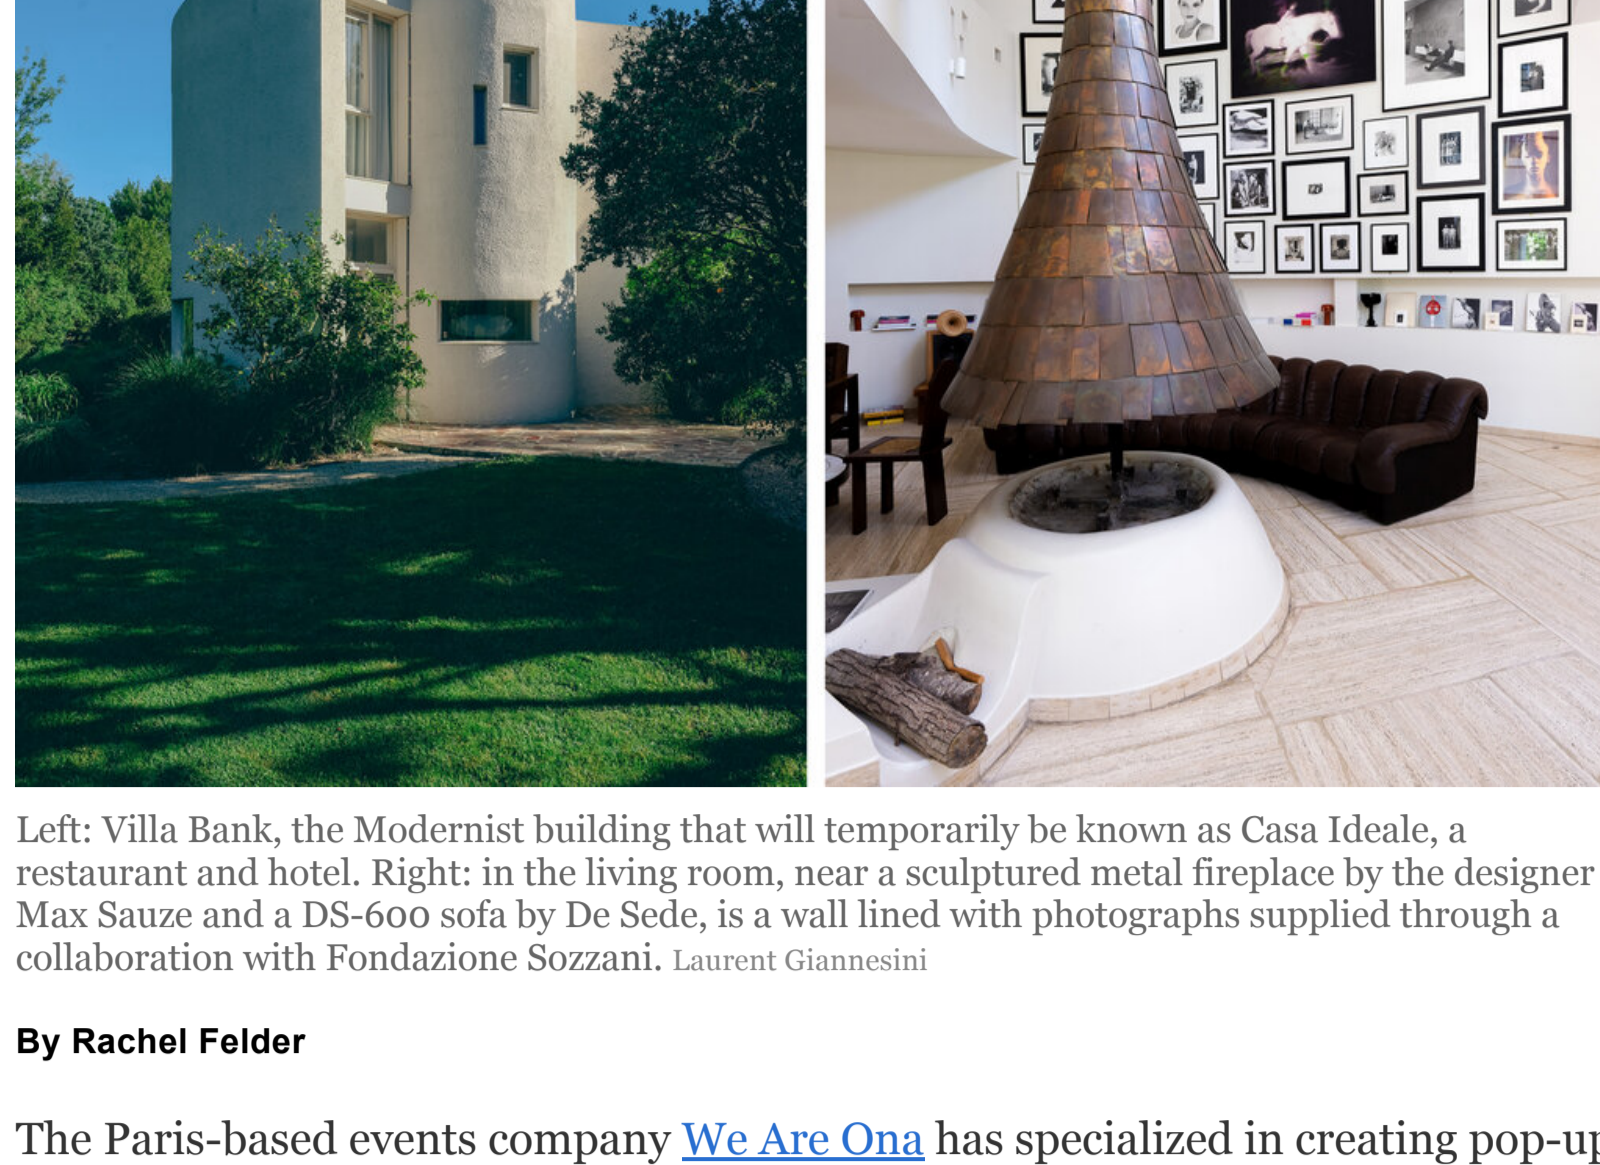 Left: Villa Bank, the Modernist building that will temporarily be known as Casa Ideale, a
restaurant and hotel. Right: in the living room, near a sculptured metal fireplace by the designer
Max Sauze and a DS-600 sofa by De Sede, is a wall lined with photographs supplied through a
collaboration with Fondazione Sozzani. Laurent Giannesini
By Rachel Felder
The Paris-based events company We Are Ona has specialized in creating pop-up